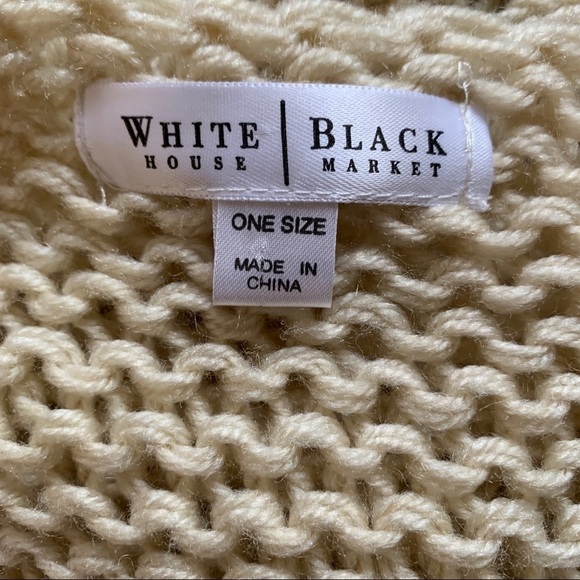 WHITE | BLACK
HOUSE MARKET
ONE SIZE
MADE IN
CHINA